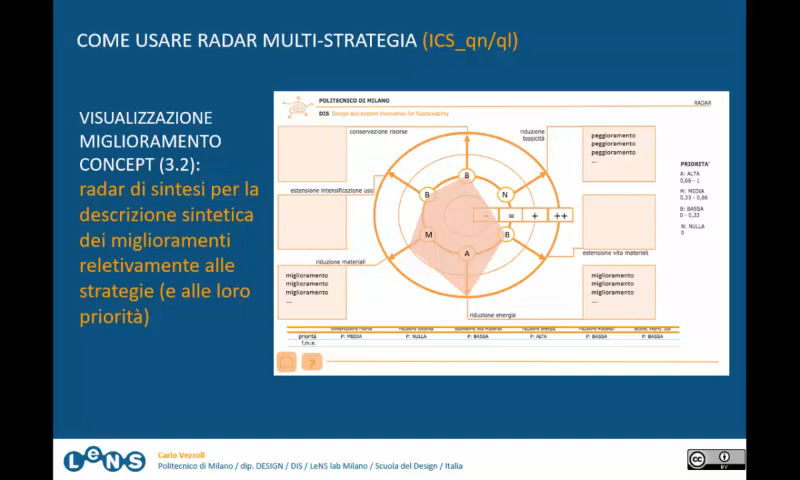 COME USARE RADAR MULTI-STRATEGIA (ICS_qn/ql)
VISUALIZZAZIONE
MIGLIORAMENTO
CONCEPT (3.2):
radar di sintesi per la
descrizione sintetica
dei miglioramenti
reletivamente alle
strategie (e alle loro
priorità)
POLITECNICO DI MILANO
RADAR
DIS Design and system Innovation for Sustainability
conservazione risorse
riduzione
tossicità
peggioramento
peggioramento
peggioramento
...
PRIORITA'
A: ALTA
0,66 - 1
M: MEDIA
0,33 - 0,66
B: BASSA
0 - 0,33
N: NULLA
0
B
estensione intensificazione uso
B
N
- = + ++
M
B
A
estensione vita materiali
riduzione materiali
miglioramento
miglioramento
miglioramento
...
miglioramento
miglioramento
miglioramento
...
riduzione energia
priorità P: MEDIA P: NULLA P: BASSA P: ALTA P: BASSA P: BASSA
f.m.a.
LeNS
Carlo Vezzoli
Politecnico di Milano / dip. DESIGN / DIS / LeNS lab Milano / Scuola del Design / Italia
cc
BY